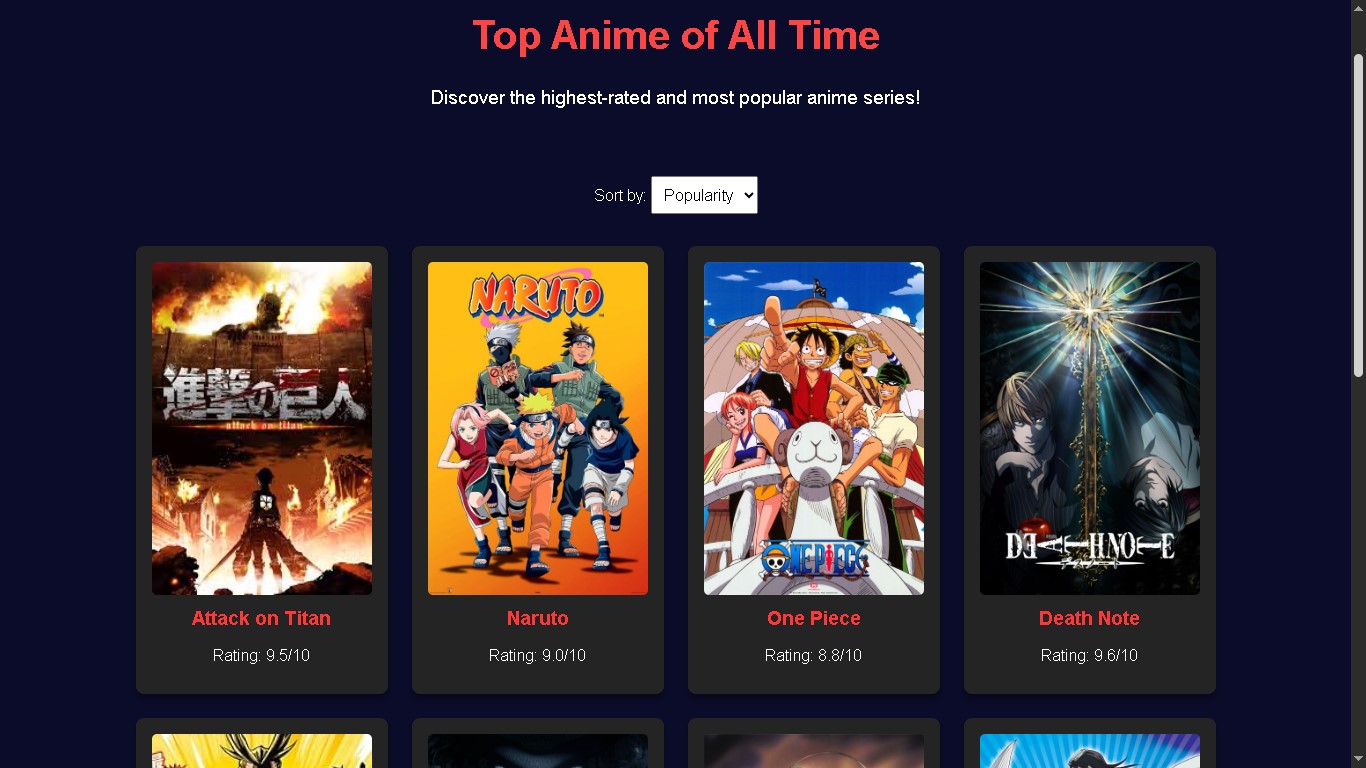 Top Anime of All Time
Discover the highest-rated and most popular anime series!
Sort by: Popularity
進撃の巨人
attack on titan
Attack on Titan
Rating: 9.5/10
NARUTO
Naruto
Rating: 9.0/10
ONE PIECE
One Piece
Rating: 8.8/10
DEATH NOTE
Death Note
Rating: 9.6/10